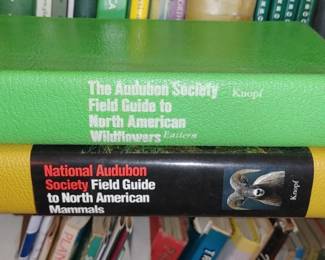 The Audubon Society
Field Guide to
North American
Wildflowers Eastern
Knopf
National Audubon
Society Field Guide
to North American
Mammals
Knopf